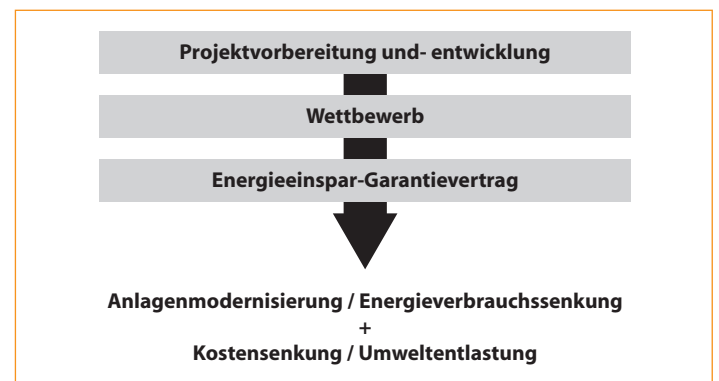 Projektvorbereitung und- entwicklung
Wettbewerb
Energieeinspar-Garantievertrag
Anlagenmodernisierung / Energieverbrauchssenkung
+
Kostensenkung / Umweltentlastung